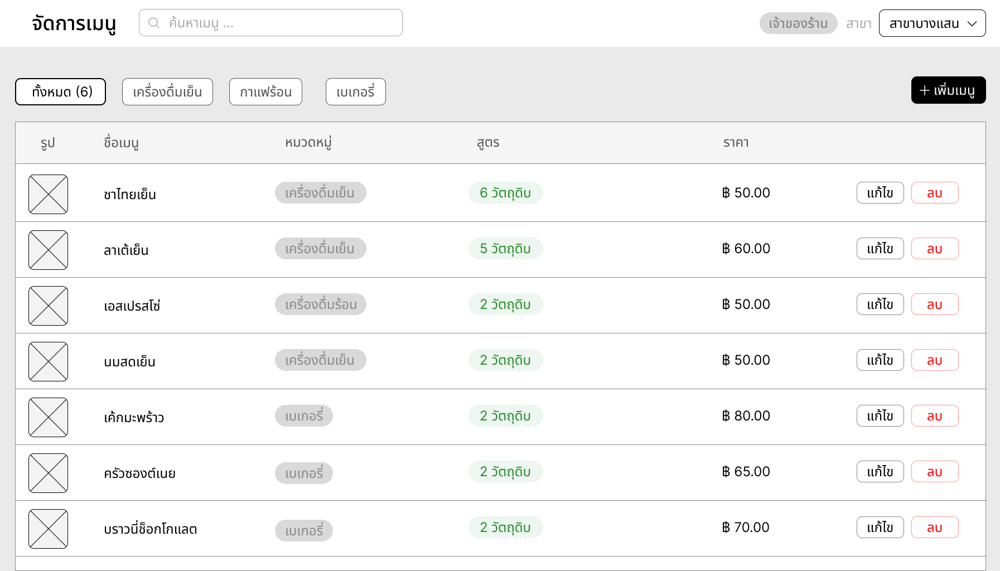 จัดการเมนู ค้นหาเมนู ... เจ้าของร้าน สาขา สาขาบางแสน
ทั้งหมด (6) เครื่องดื่มเย็น กาแฟร้อน เบเกอรี่ เพิ่มเมนู
รูป ชื่อเมนู หมวดหมู่ สูตร ราคา
ชาไทยเย็น เครื่องดื่มเย็น 6 วัตถุดิบ ฿ 50.00 แก้ไข ลบ
ลาเต้เย็น เครื่องดื่มเย็น 5 วัตถุดิบ ฿ 60.00 แก้ไข ลบ
เอสเปรสโซ่ เครื่องดื่มร้อน 2 วัตถุดิบ ฿ 50.00 แก้ไข ลบ
นมสดเย็น เครื่องดื่มเย็น 2 วัตถุดิบ ฿ 50.00 แก้ไข ลบ
เค้กมะพร้าว เบเกอรี่ 2 วัตถุดิบ ฿ 80.00 แก้ไข ลบ
ครัวซองต์เนย เบเกอรี่ 2 วัตถุดิบ ฿ 65.00 แก้ไข ลบ
บราวนี่ช็อกโกแลต เบเกอรี่ 2 วัตถุดิบ ฿ 70.00 แก้ไข ลบ